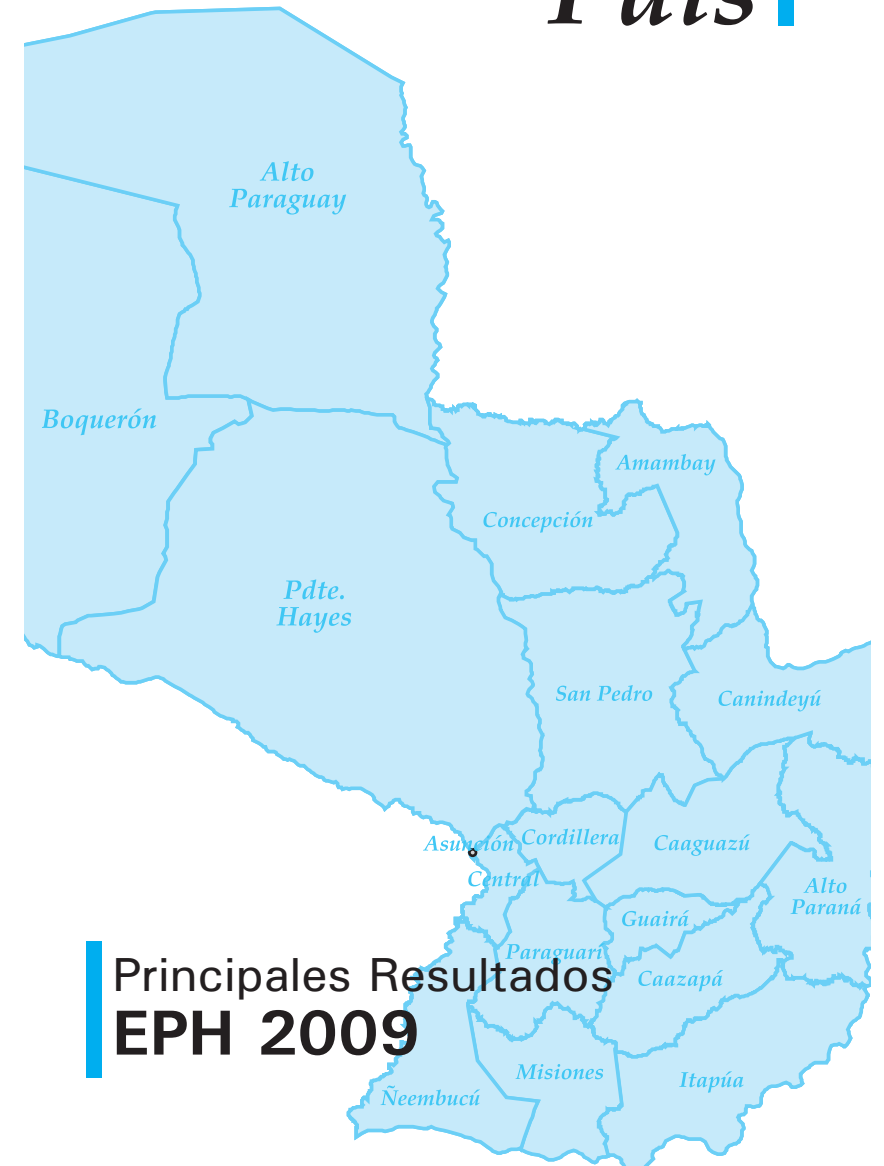 País
Alto
Paraguay
Boquerón
Amambay
Concepción
Pdte.
Hayes
San Pedro
Canindeyú
Asunción
Cordillera
Caaguazú
Central
Alto
Paraná
Guairá
Paraguarí
Caazapá
Principales Resultados
EPH 2009
Misiones
Itapúa
Ñeembucú